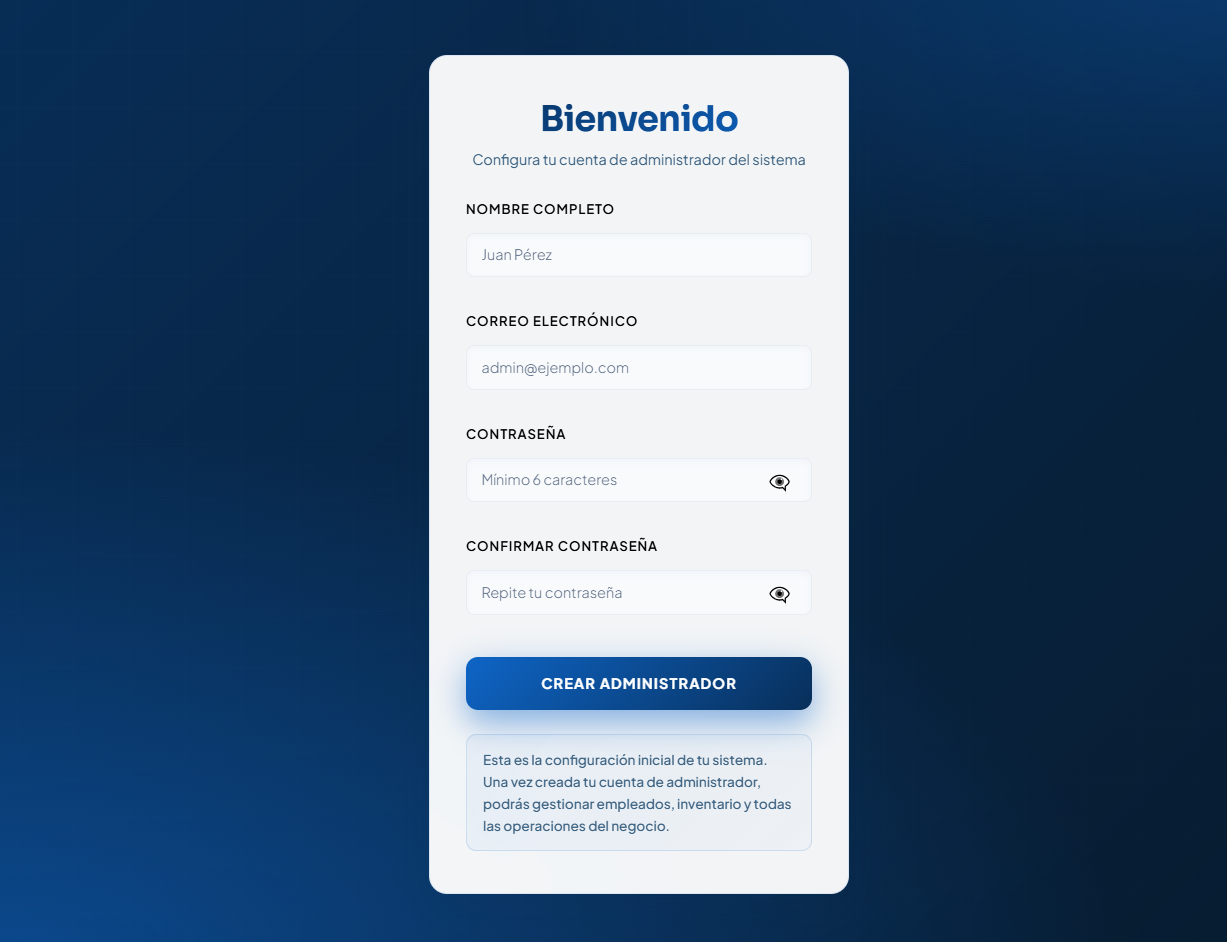 Bienvenido
Configura tu cuenta de administrador del sistema
NOMBRE COMPLETO
Juan Pérez
CORREO ELECTRÓNICO
admin@ejemplo.com
CONTRASEÑA
Mínimo 6 caracteres
CONFIRMAR CONTRASEÑA
Repite tu contraseña
CREAR ADMINISTRADOR
Esta es la configuración inicial de tu sistema.
Una vez creada tu cuenta de administrador,
podrás gestionar empleados, inventario y todas
las operaciones del negocio.